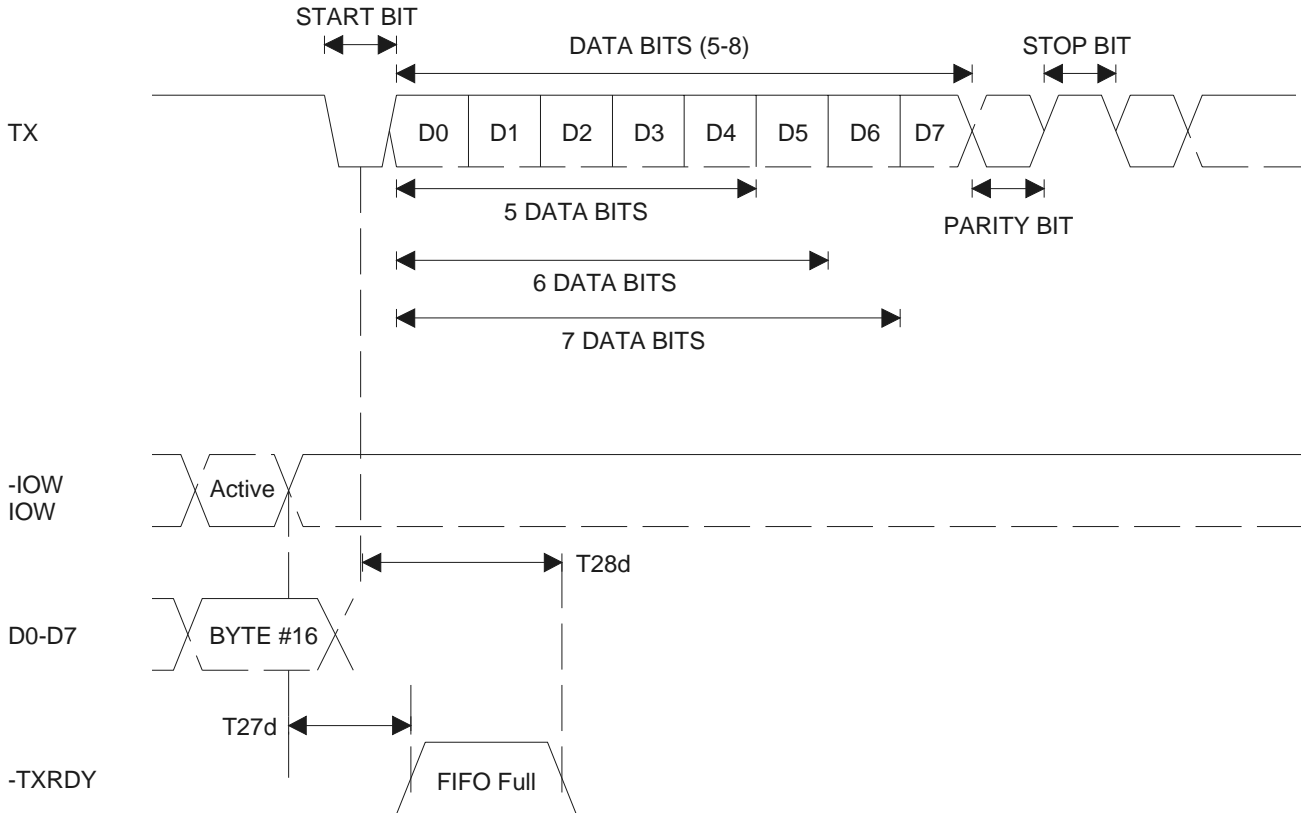 START BIT
DATA BITS (5-8)
STOP BIT
TX
D0 D1 D2 D3 D4 D5 D6 D7
5 DATA BITS
PARITY BIT
6 DATA BITS
7 DATA BITS
-IOW
IOW
Active
T28d
D0-D7
BYTE #16
T27d
-TXRDY
FIFO Full